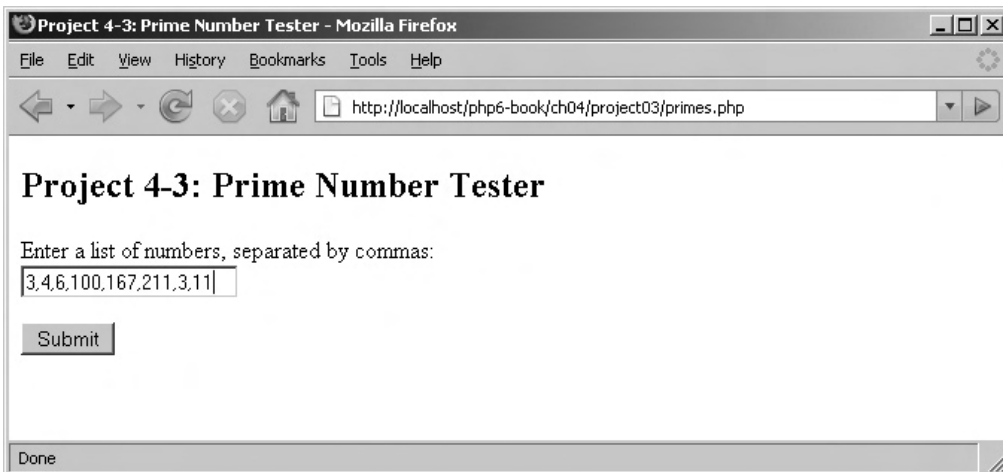 Project 4-3: Prime Number Tester - Mozilla Firefox
File Edit View History Bookmarks Tools Help
http://localhost/php6-book/ch04/project03/primes.php
Project 4-3: Prime Number Tester
Enter a list of numbers, separated by commas:
3,4,6,100,167,211,3,11
Submit
Done